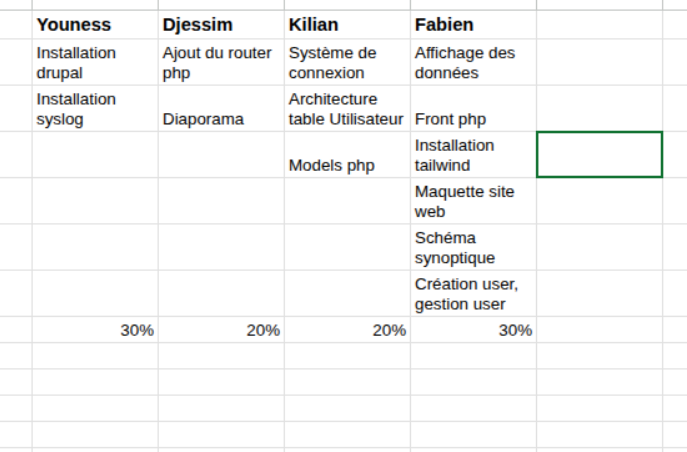 Youness Djessim Kilian Fabien
Installation drupal Ajout du router php Système de connexion Affichage des données
Installation syslog Diaporama Architecture table Utilisateur Front php
Models php Installation tailwind
Maquette site web
Schéma synoptique
Création user, gestion user
30% 20% 20% 30%